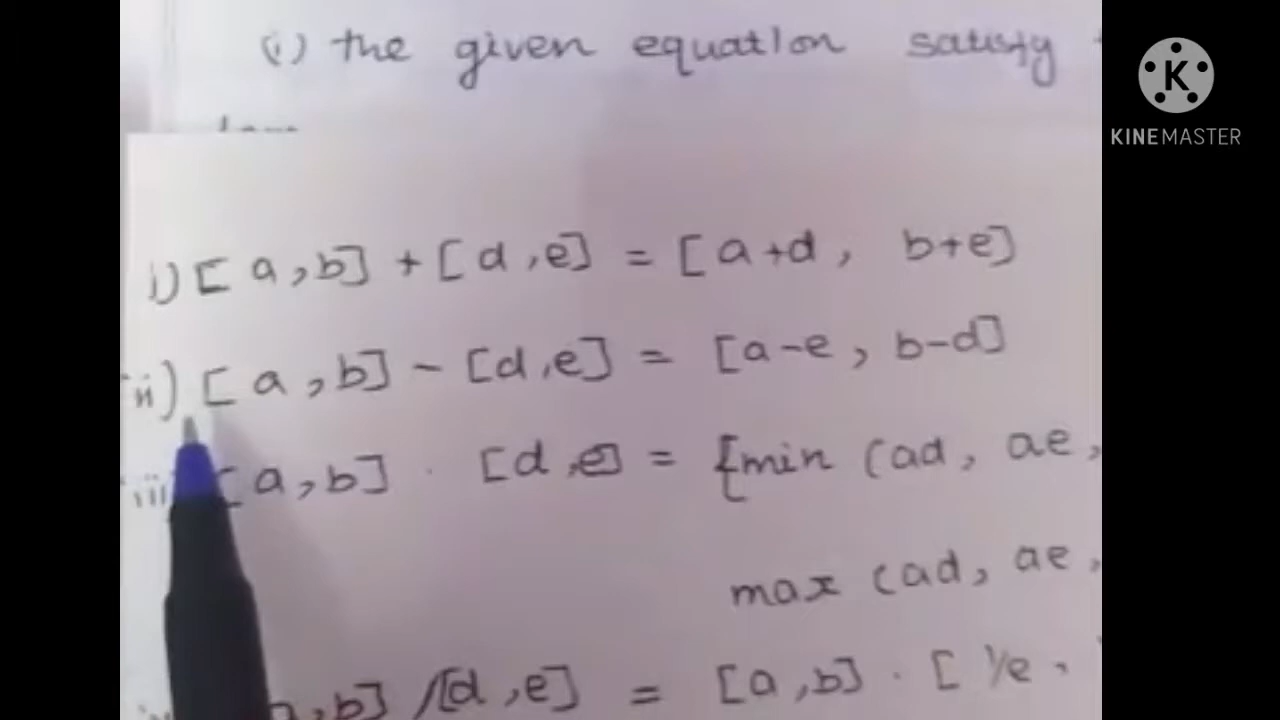 (i) the given equation satisfy
i) [a, b] + [d, e] = [a+d, b+e]
ii) [a, b] - [d, e] = [a-e, b-d]
iii) [a, b] . [d, e] = [min (ad, ae,
max (ad, ae,
a, b] / [d, e] = [a, b] . [ 1/e,
KINEMASTER